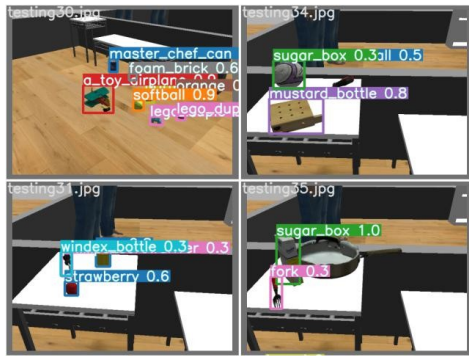 testing30.jpg
master_chef_can
foam_brick 0.6
a_toy_airplane
orange
softball 0.9
lego_dup
testing34.jpg
sugar_box 0.3
all 0.5
mustard_bottle 0.8
testing31.jpg
windex_bottle 0.3
er 0.3
strawberry 0.6
testing35.jpg
sugar_box 1.0
fork 0.3